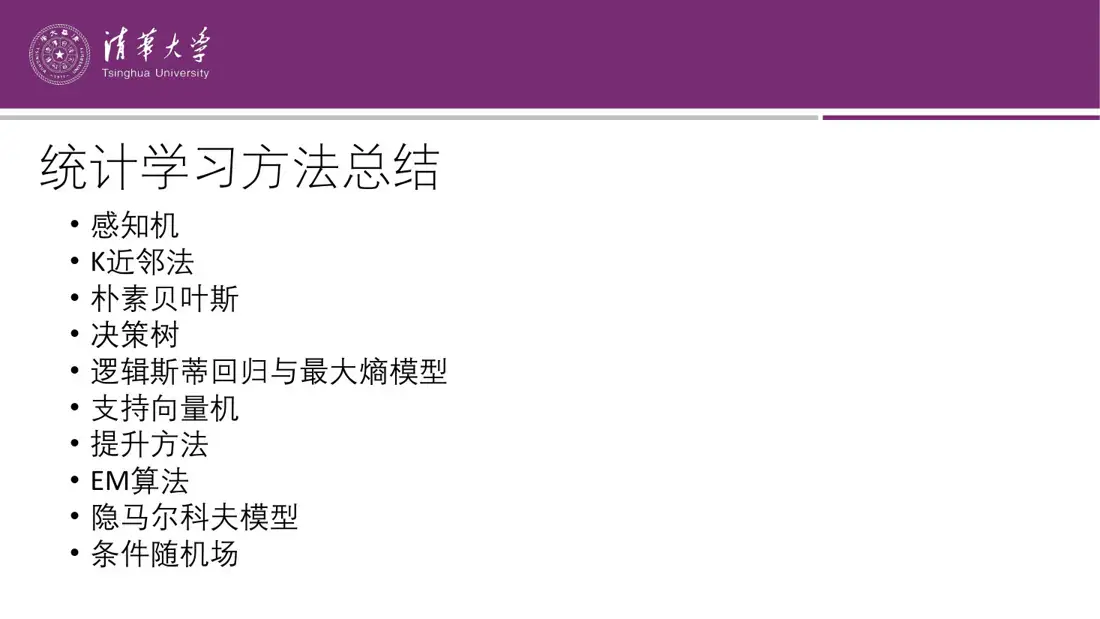 清华大学
Tsinghua University
统计学习方法总结
• 感知机
• K近邻法
• 朴素贝叶斯
• 决策树
• 逻辑斯蒂回归与最大熵模型
• 支持向量机
• 提升方法
• EM算法
• 隐马尔科夫模型
• 条件随机场